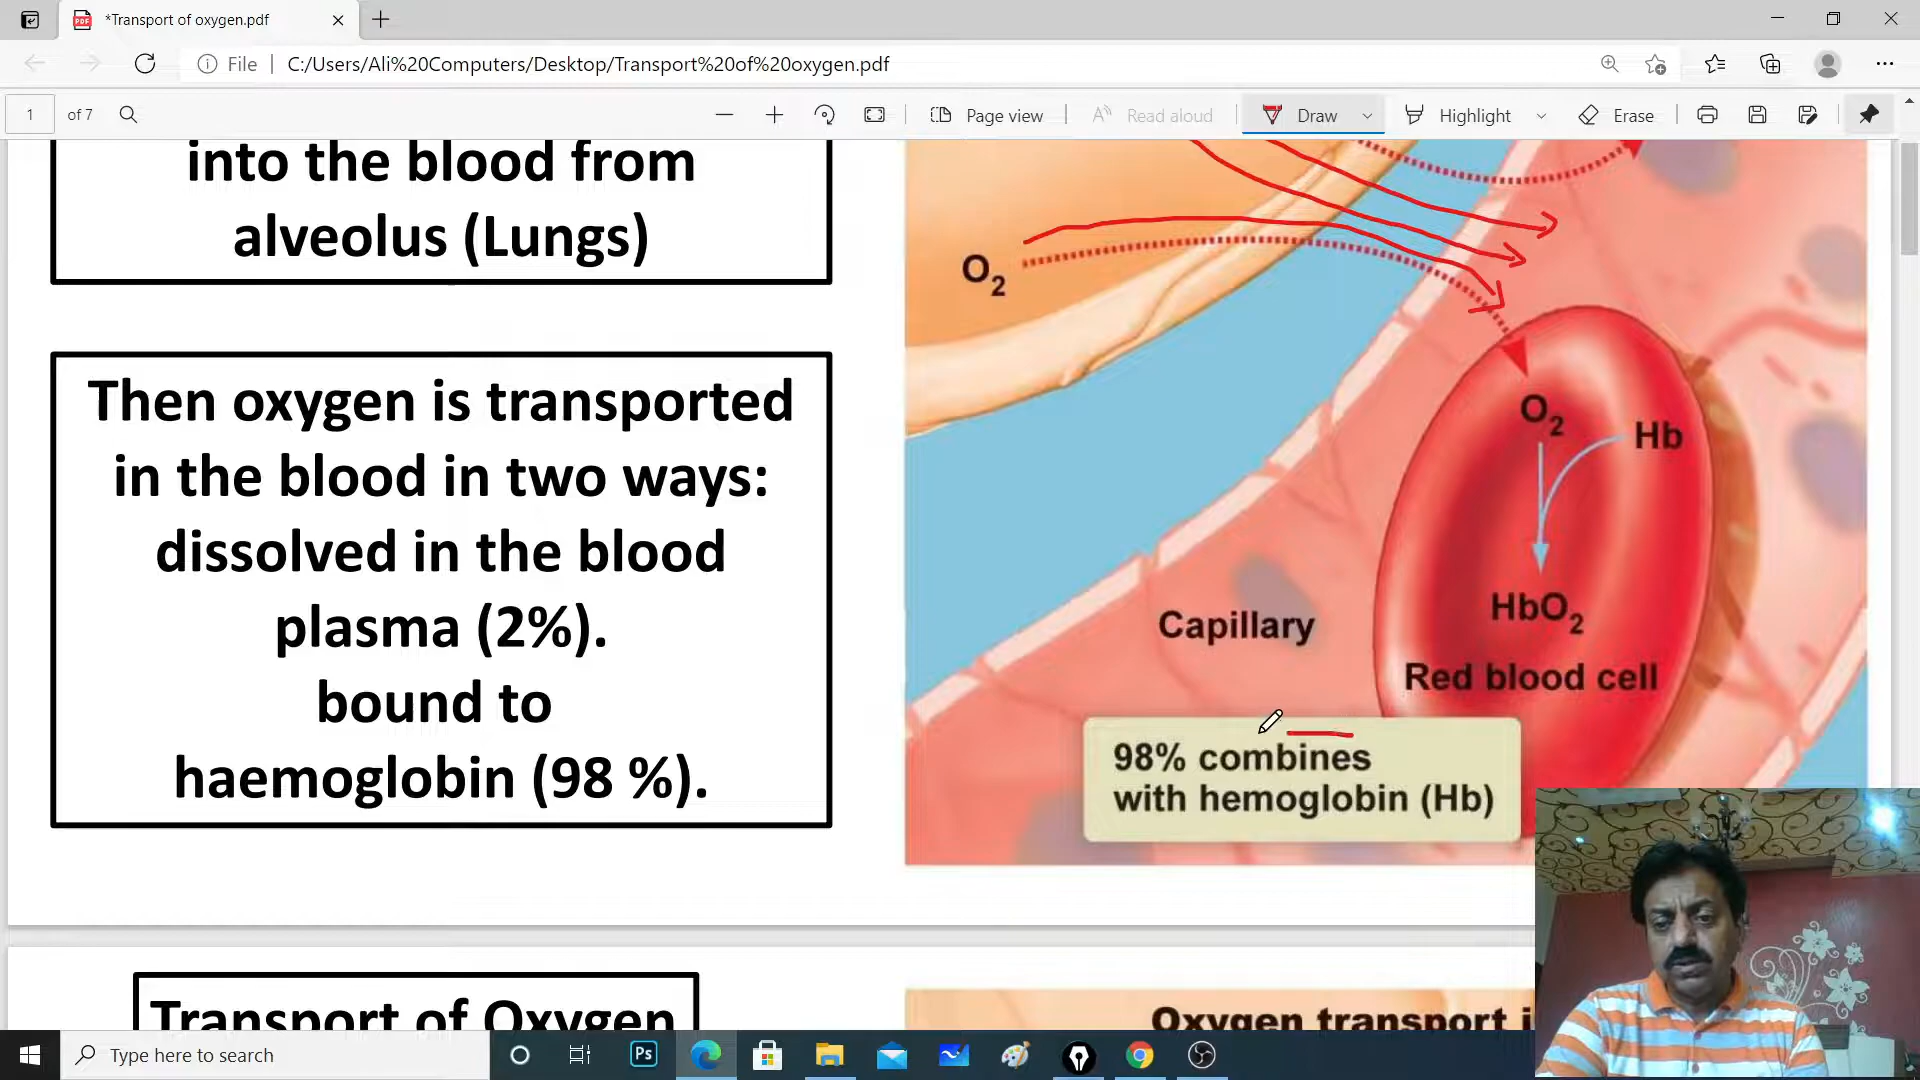 *Transport of oxygen.pdf
File
C:/Users/Ali%20Computers/Desktop/Transport%20of%20oxygen.pdf
1 of 7
Page view
Read aloud
Draw
Highlight
Erase
into the blood from
alveolus (Lungs)
Then oxygen is transported
in the blood in two ways:
dissolved in the blood
plasma (2%).
bound to
haemoglobin (98 %).
O2
O2
Hb
HbO2
Red blood cell
Capillary
98% combines
with hemoglobin (Hb)
Transport of Oxygen
Oxygen transport i
Type here to search
Ps